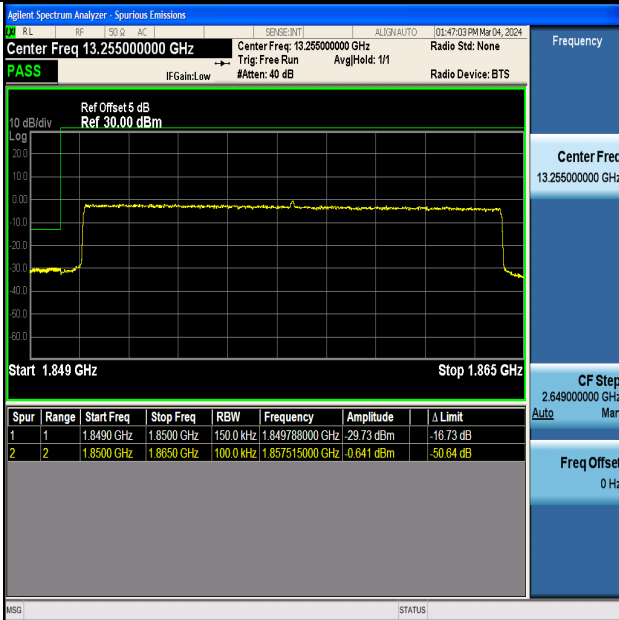 Agilent Spectrum Analyzer - Spurious Emissions
RL RF 50 Ω AC SENSE:INT ALIGN AUTO 01:47:03 PM Mar 04, 2024
Center Freq 13.255000000 GHz
Center Freq: 13.255000000 GHz Radio Std: None
Trig: Free Run Avg|Hold: 1/1
PASS
IFGain:Low #Atten: 40 dB Radio Device: BTS
Ref Offset 5 dB
10 dB/div Ref 30.00 dBm
Log
20.0
10.0
0.00
-10.0
-20.0
-30.0
-40.0
-50.0
-60.0
Start 1.849 GHz Stop 1.865 GHz
Spur Range Start Freq Stop Freq RBW Frequency Amplitude Δ Limit
1 1 1.8490 GHz 1.8500 GHz 150.0 kHz 1.849788000 GHz -29.73 dBm -16.73 dB
2 2 1.8500 GHz 1.8650 GHz 100.0 kHz 1.857515000 GHz -0.641 dBm -50.64 dB
MSG STATUS
Frequency
Center Freq
13.255000000 GHz
CF Step
2.649000000 GHz
Auto Man
Freq Offset
0 Hz